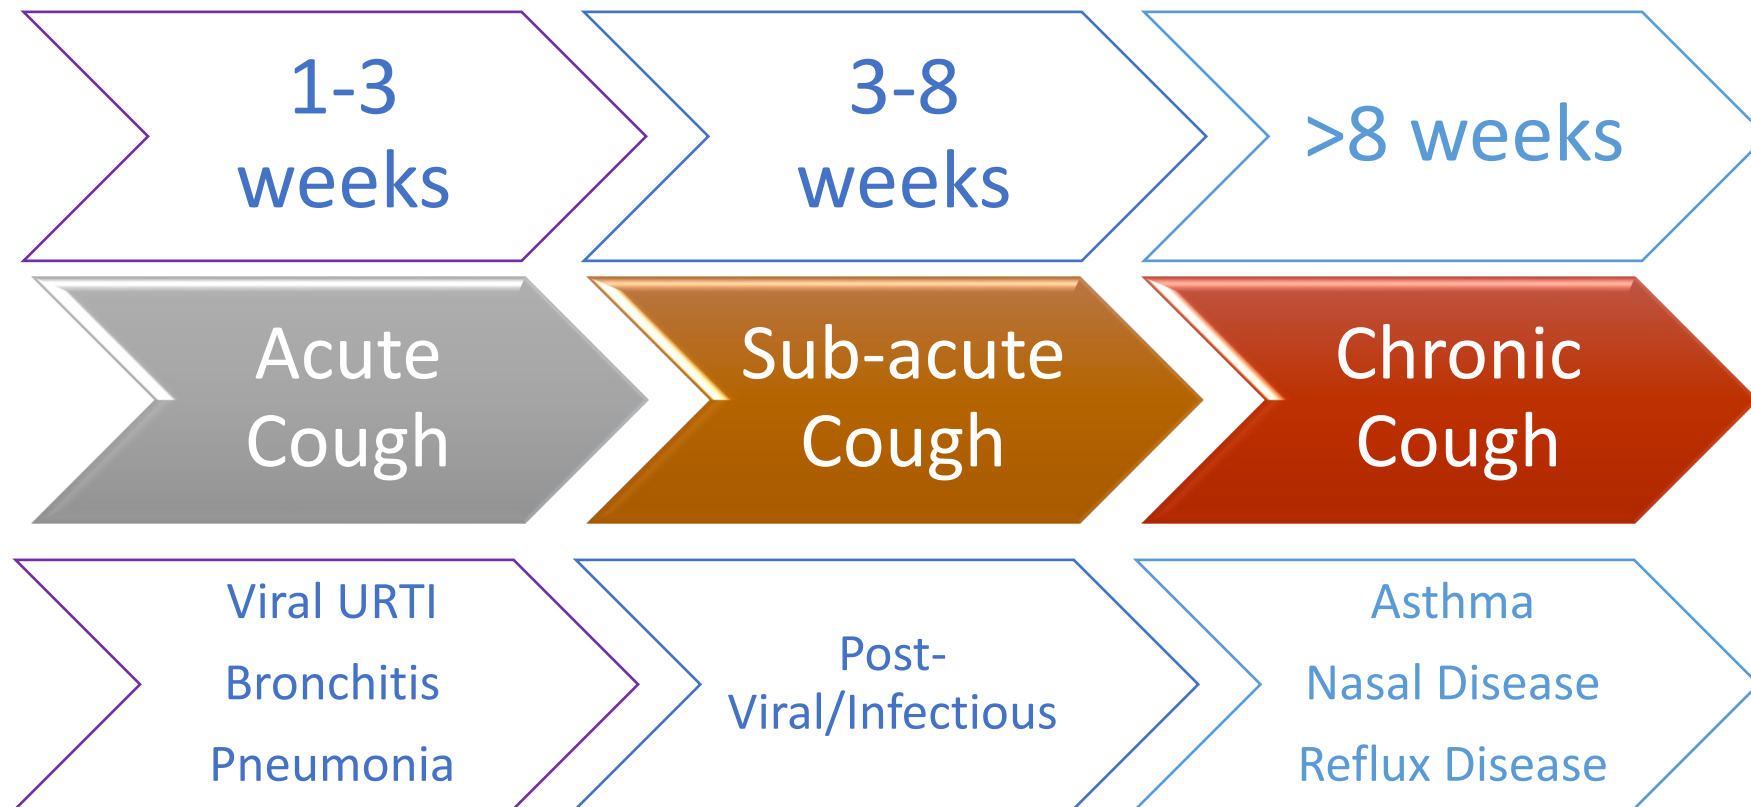 1-3
weeks
3-8
weeks
>8 weeks
Acute
Cough
Sub-acute
Cough
Chronic
Cough
Viral URTI
Bronchitis
Pneumonia
Post-
Viral/Infectious
Asthma
Nasal Disease
Reflux Disease